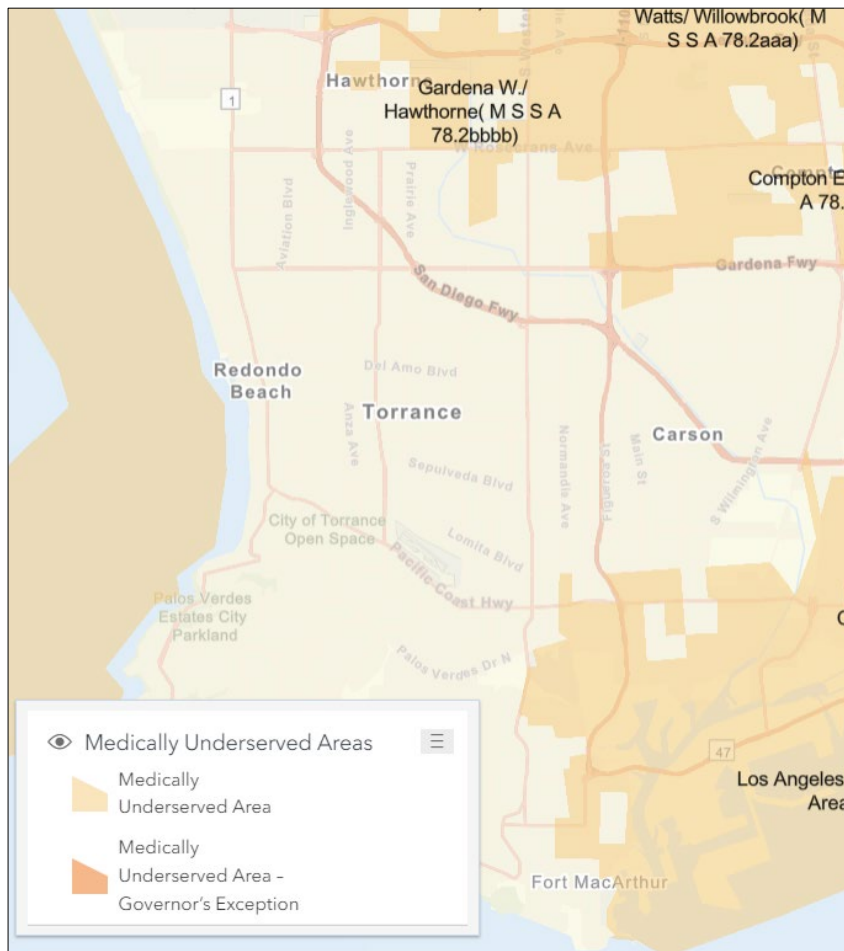 Watts/ Willowbrook( M
S S A 78.2aaa)
I-110
S Western
1
Hawthorne
Gardena W./
Hawthorne( M S S A
78.2bbbb)
W Rosecrans Ave
Compton E
A 78.
Inglewood Ave
Prairie Ave
Aviation Blvd
San Diego Fwy
Gardena Fwy
Redondo
Beach
Del Amo Blvd
Torrance
Anza Ave
Normandie Ave
Figueroa St
Main St
Carson
S Wilmington Ave
Sepulveda Blvd
City of Torrance
Open Space
Lomita Blvd
Pacific Coast Hwy
Palos Verdes
Estates City
Parkland
Palos Verdes Dr N
47
Los Angeles
Area
Fort MacArthur
Medically Underserved Areas
Medically
Underserved Area
Medically
Underserved Area –
Governor's Exception